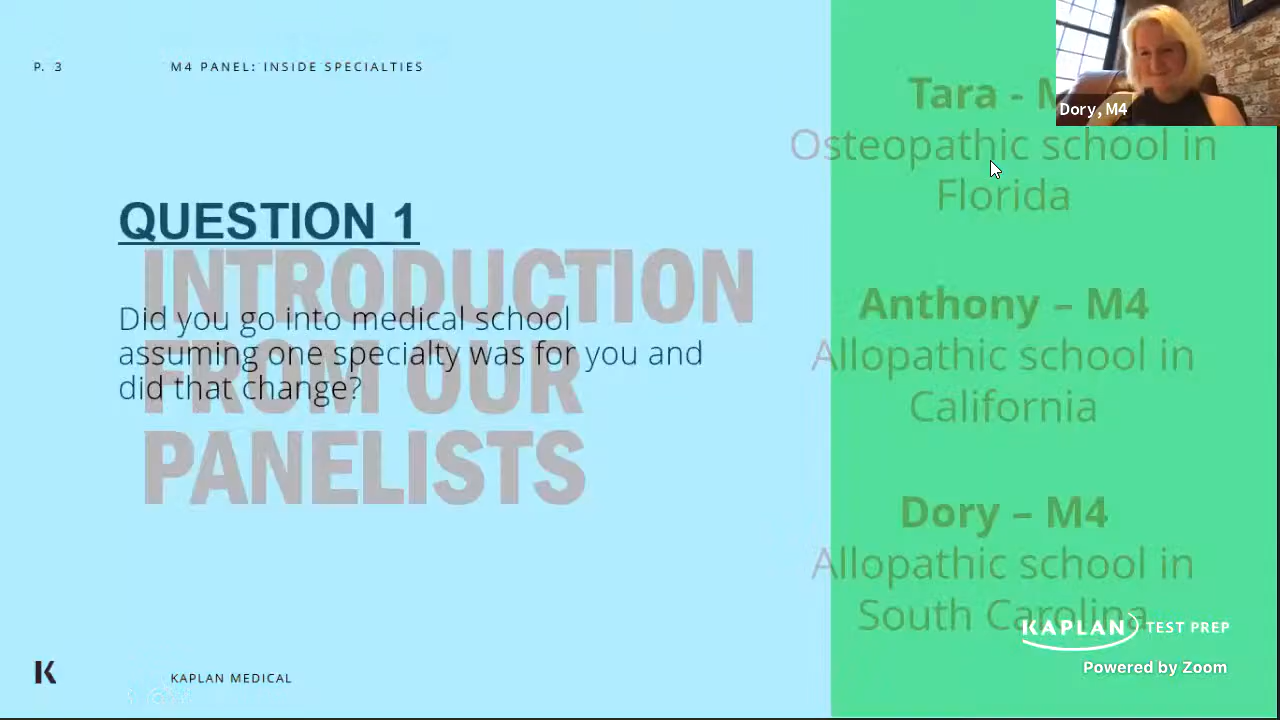 P. 3
M4 PANEL: INSIDE SPECIALTIES
QUESTION 1
Did you go into medical school
assuming one specialty was for you and
did that change?
INTRODUCTION
FROM OUR
PANELISTS
Tara -
Osteopathic school in
Florida
Anthony – M4
Allopathic school in
California
Dory – M4
Allopathic school in
South Carolina
Dory, M4
KAPLAN TEST PREP
Powered by Zoom
K
KAPLAN MEDICAL